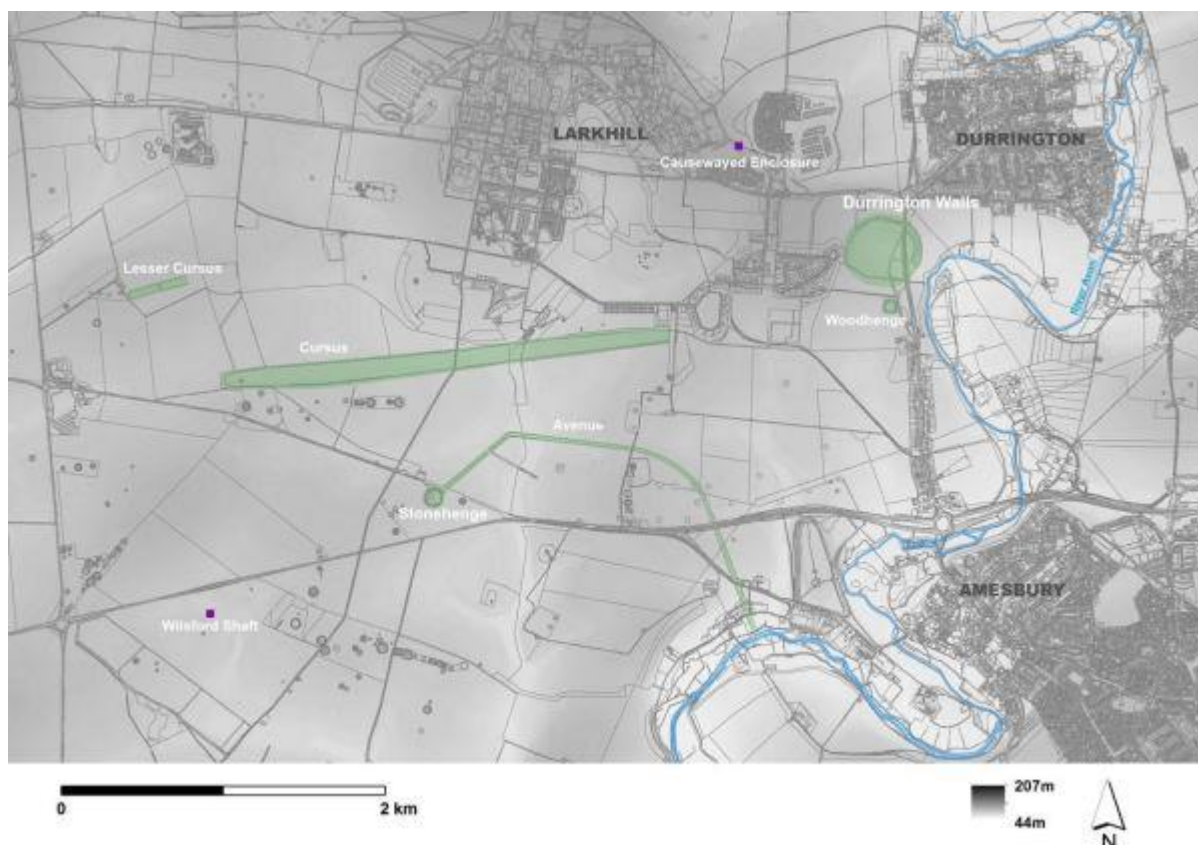 LARKHILL
DURRINGTON
Causewayed Enclosure
Durrington Walls
Lesser Cursus
River Avon
Woodhenge
Cursus
Avenue
Stonehenge
AMESBURY
Wilsford Shaft
0
2 km
207m
44m
N